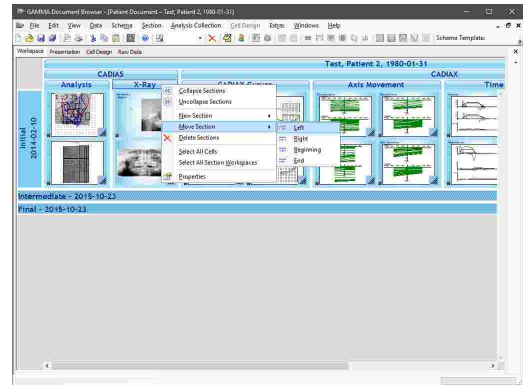 GAMMA Document Browser - [Patient Document - Test, Patient 2, 1980-01-31]
File Edit View Data Schema Section Analysis Collection Cell Design Extras Windows Help
Schema Template:
Workspace Presentation Cell Design Raw Data
Test, Patient 2, 1980-01-31
CADIAS CADIAX
Analysis X-Ray CADIAX Curves Axis Movement Time
Collapse Sections
Uncollapse Sections
New Section
Move Section
Left
Delete Sections
Right
Select All Cells
Beginning
Select All Section Workspaces
End
Properties
Initial
2014-02-10
Intermediate - 2015-10-23
Final - 2015-10-23